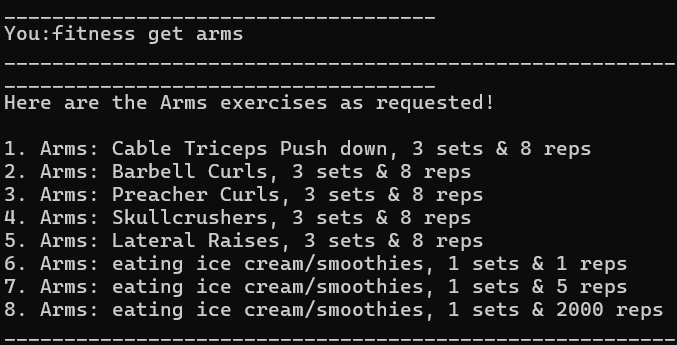 ____________________________________
You:fitness get arms
________________________________________________________
____________________________________
Here are the Arms exercises as requested!
1. Arms: Cable Triceps Push down, 3 sets & 8 reps
2. Arms: Barbell Curls, 3 sets & 8 reps
3. Arms: Preacher Curls, 3 sets & 8 reps
4. Arms: Skullcrushers, 3 sets & 8 reps
5. Arms: Lateral Raises, 3 sets & 8 reps
6. Arms: eating ice cream/smoothies, 1 sets & 1 reps
7. Arms: eating ice cream/smoothies, 1 sets & 5 reps
8. Arms: eating ice cream/smoothies, 1 sets & 2000 reps
________________________________________________________